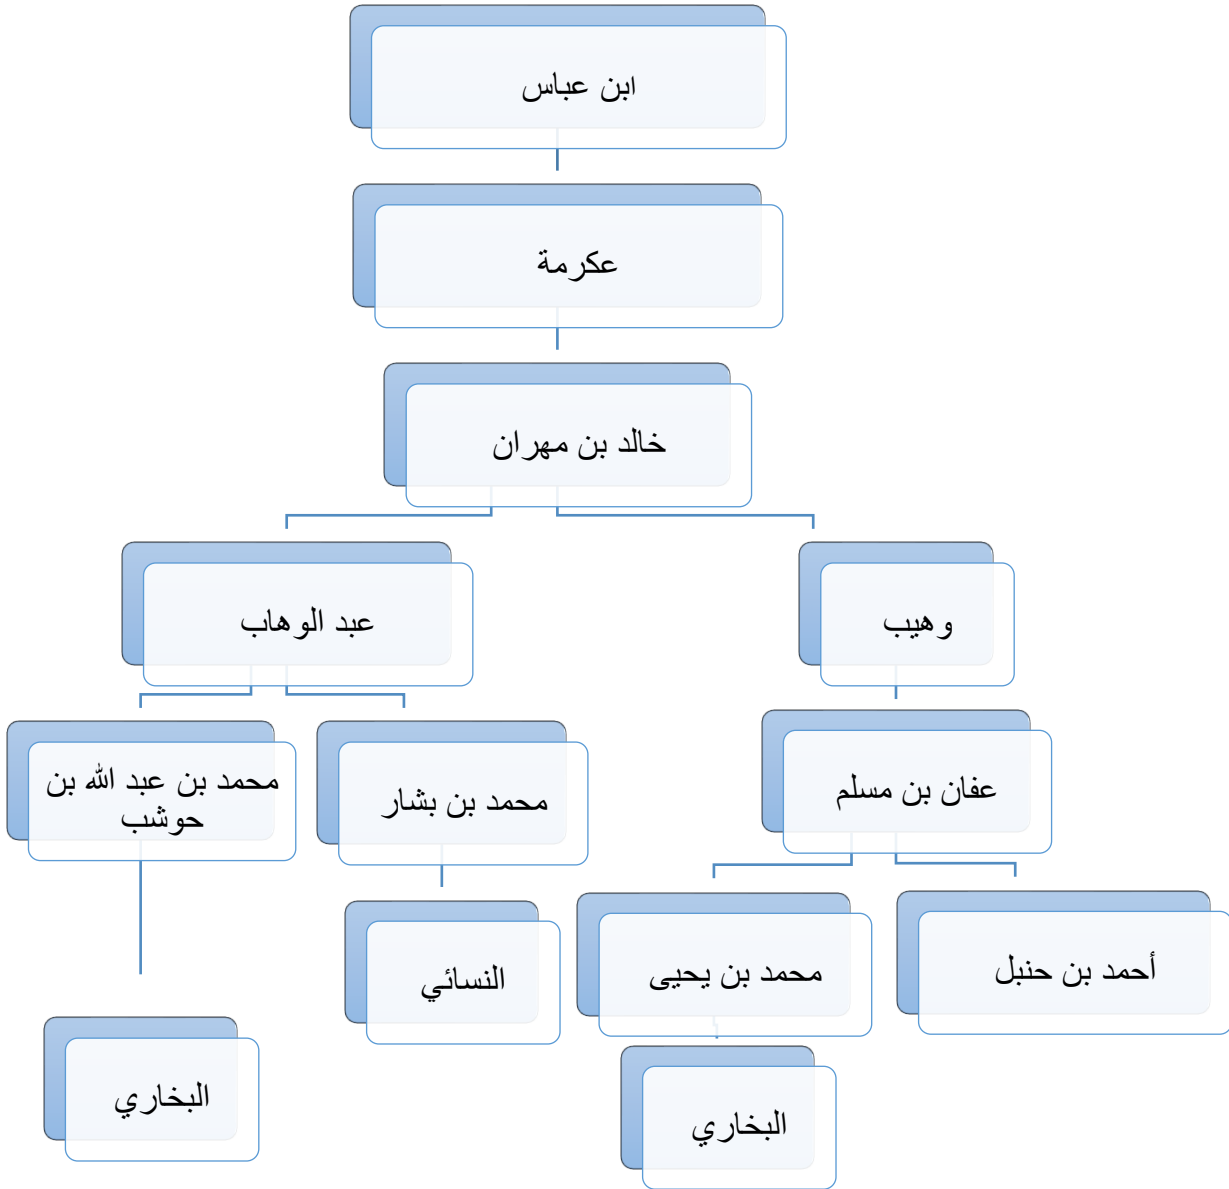 ابن عباس
عكرمة
خالد بن مهران
وهيب
عبد الوهاب
عفان بن مسلم
محمد بن بشار
محمد بن عبد الله بن
حوشب
أحمد بن حنبل
محمد بن يحيى
النسائي
البخاري
البخاري